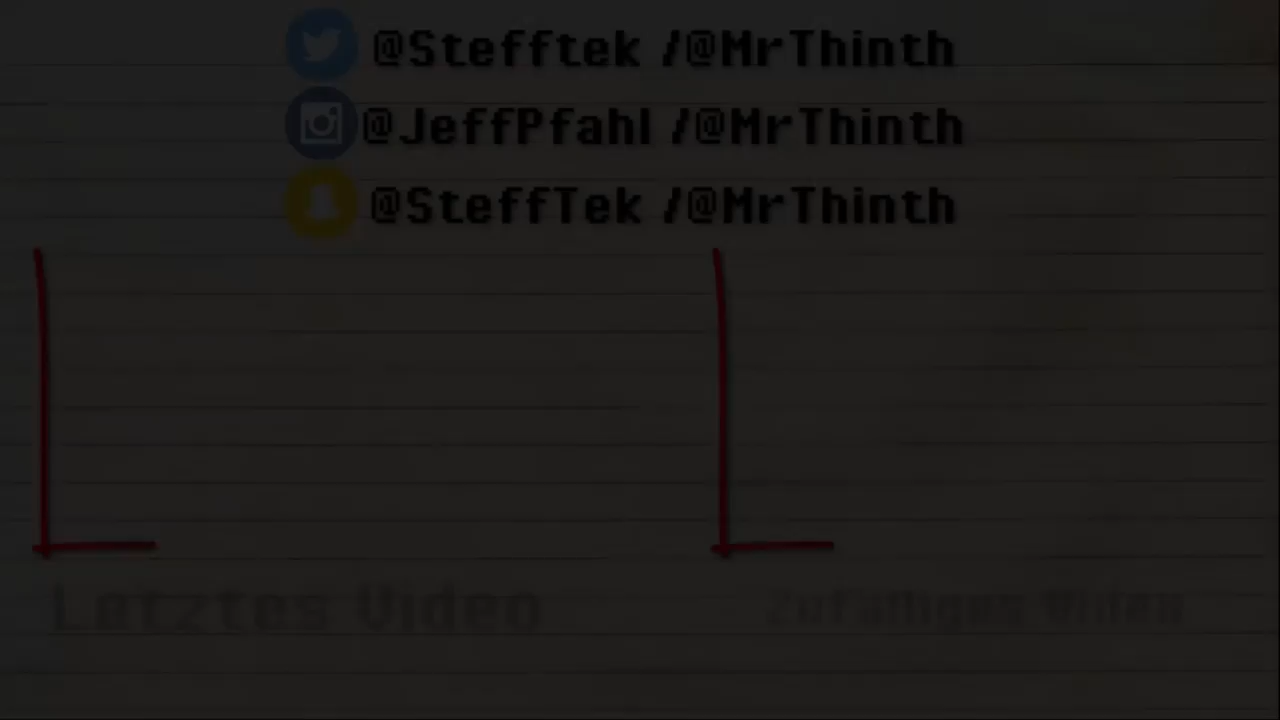 @Stefftek /@MrThinth
@JeffPfahl /@MrThinth
@SteffTek /@MrThinth
Letztes Video
Zufälliges Video